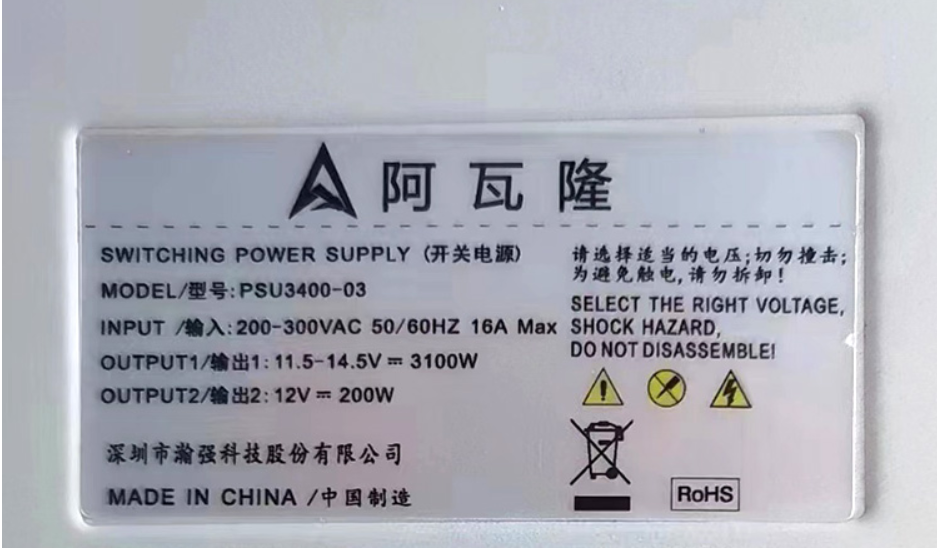 阿瓦隆
SWITCHING POWER SUPPLY (开关电源)
MODEL/型号:PSU3400-03
INPUT /输入:200-300VAC 50/60HZ 16A Max
OUTPUT1/输出1:11.5-14.5V⎓ 3100W
OUTPUT2/输出2:12V⎓ 200W
深圳市瀚强科技股份有限公司
MADE IN CHINA /中国制造
请选择适当的电压;切勿撞击;
为避免触电,请勿拆卸!
SELECT THE RIGHT VOLTAGE,
SHOCK HAZARD,
DO NOT DISASSEMBLE!
RoHS